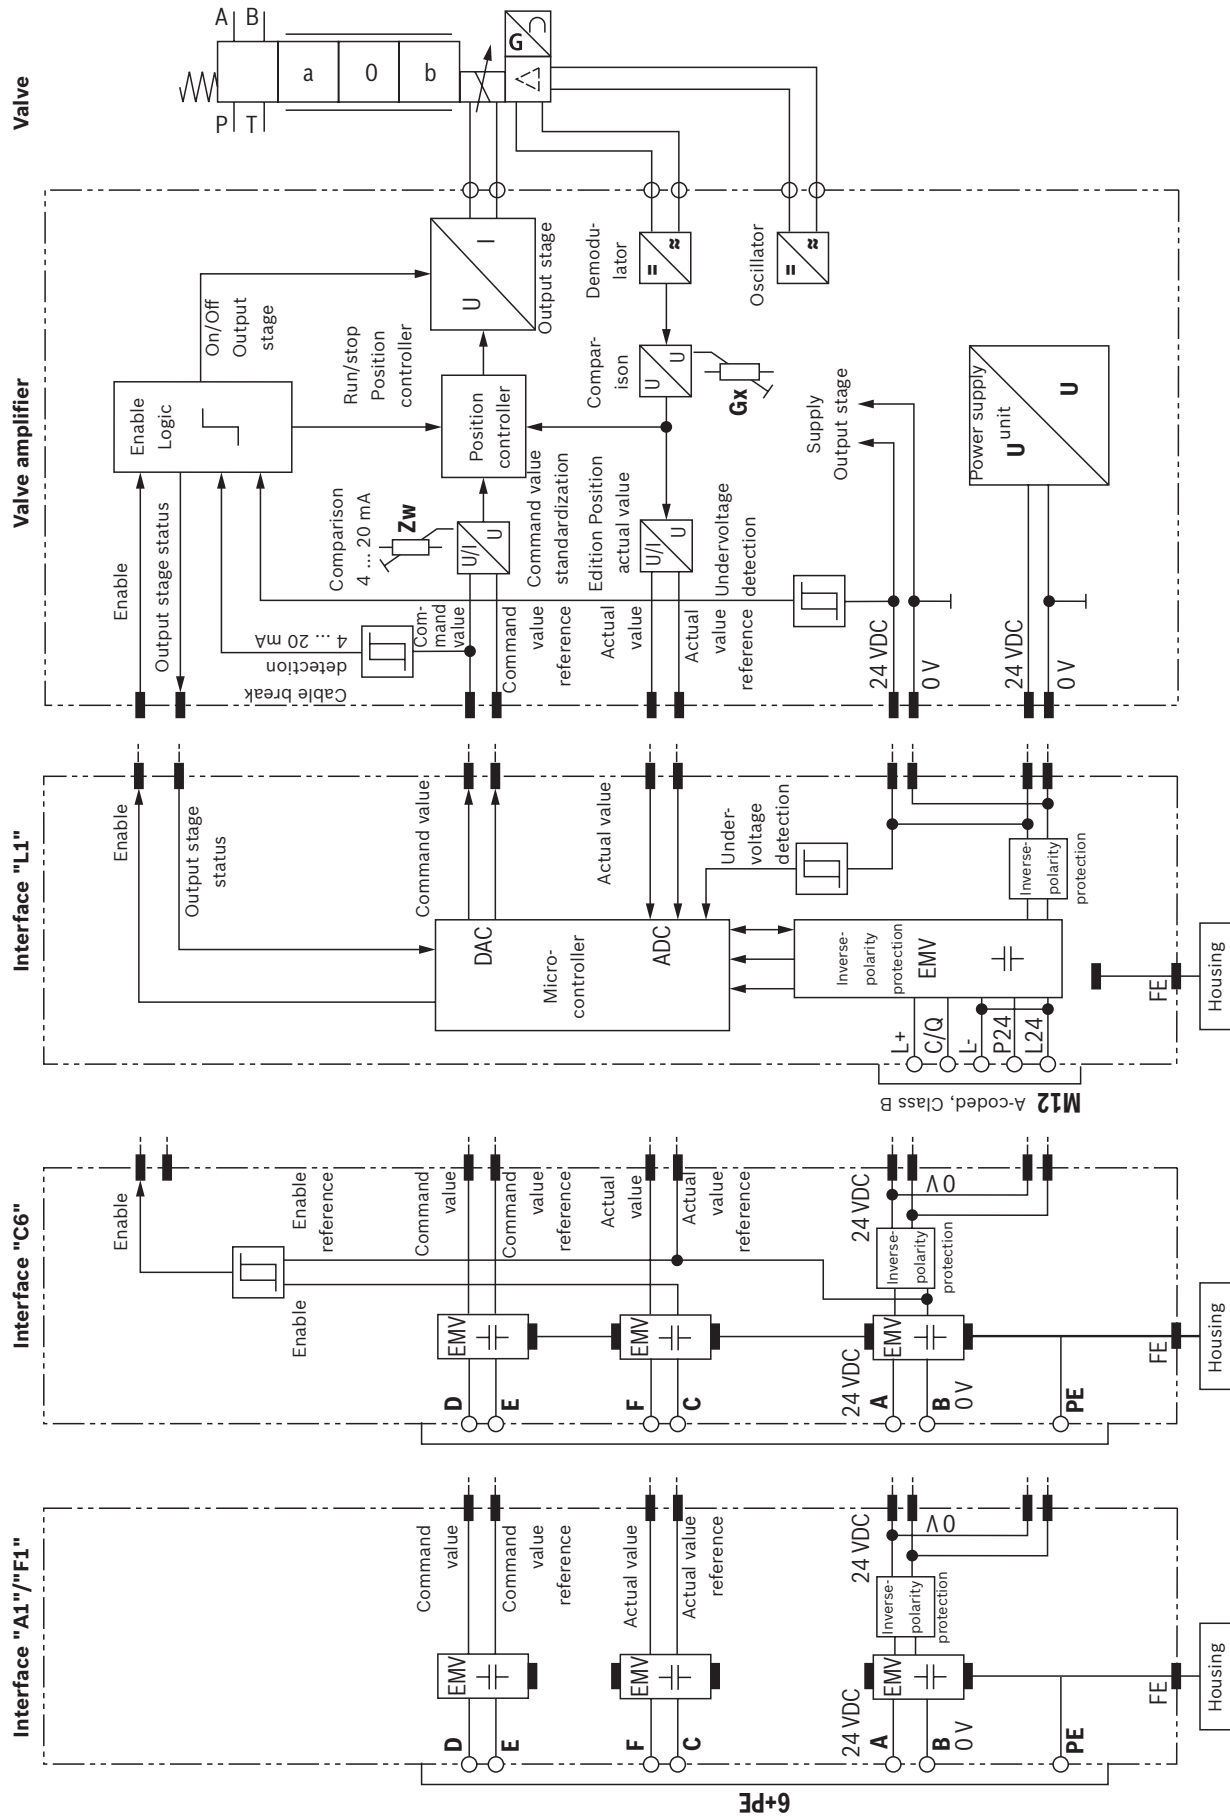 Interface "A1"/"F1"
6+PE
D
E
EMV
Command
value
Command
value
reference
F
C
EMV
Actual value
Actual value
reference
24 VDC
A
B
0 V
EMV
Inverse-
polarity
protection
24 VDC
0 V
PE
FE
Housing
Interface "C6"
Enable
Enable
Enable
reference
D
E
EMV
Command
value
Command
value
reference
F
C
EMV
Actual
value
Actual
value
reference
24 VDC
A
B
0 V
EMV
Inverse-
polarity
protection
24 VDC
0 V
PE
FE
Housing
Interface "L1"
Enable
Output stage
status
Command value
DAC
Micro-
controller
ADC
Actual value
Under-
voltage
detection
Inverse-
polarity
protection
EMV
Inverse-
polarity
protection
L+
C/Q
L-
P24
L24
M12 A-coded, Class B
FE
Housing
Valve amplifier
Enable
Output stage status
Cable break
detection
4 ... 20 mA
Enable
Logic
On/Off
Output
stage
Comparison
4 ... 20 mA
Zw
Com-
mand
value
Command
value
reference
U/I
U
Command value
standardization
Run/stop
Position
controller
Position
controller
U
I
Output stage
Actual
value
Actual
value
reference
Edition Position
actual value
U/I
U
Undervoltage
detection
Compar-
ison
U
U
Gx
Demodu-
lator
=
≈
Oscillator
=
≈
24 VDC
0 V
Supply
Output stage
24 VDC
0 V
Power supply
unit
U
U
Valve
A
B
P
T
a
0
b
G